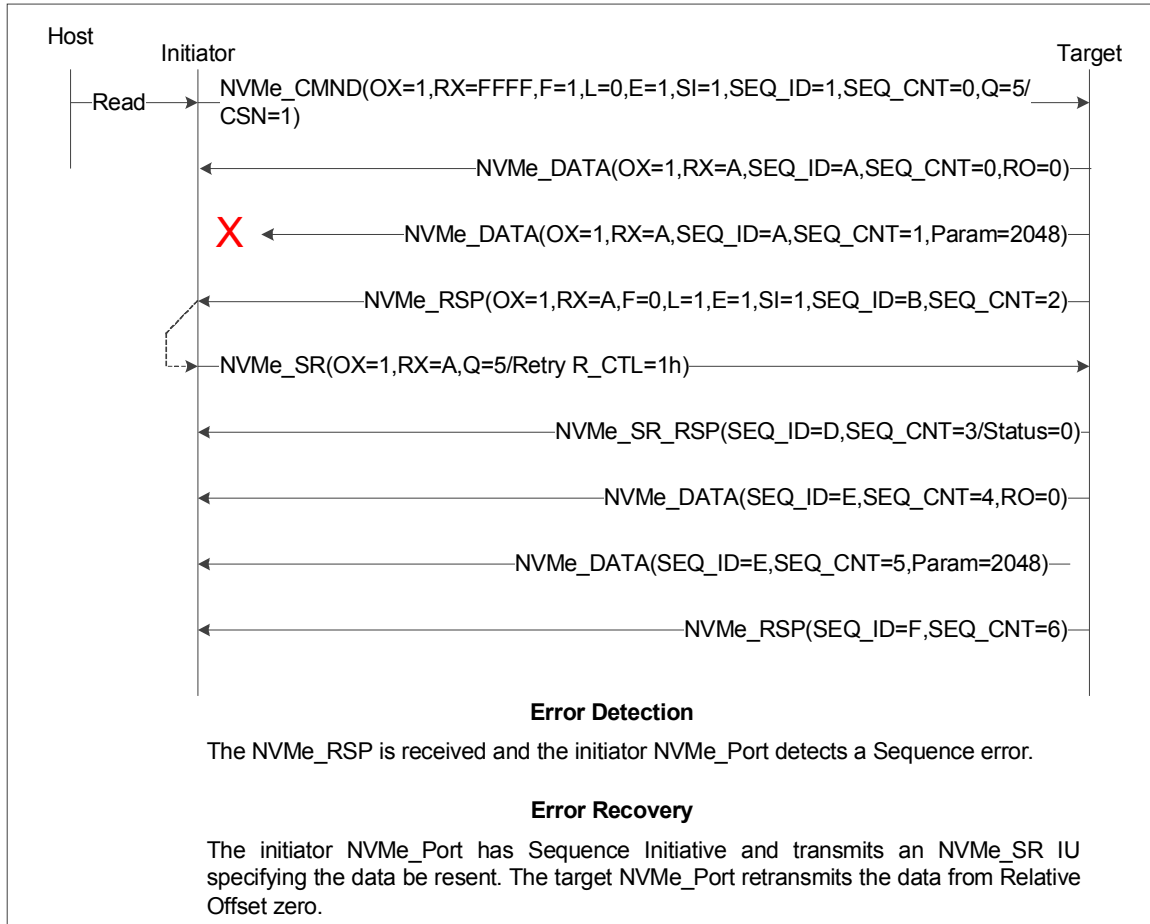 Host
Initiator
Target
Read
NVMe_CMND(OX=1,RX=FFFF,F=1,L=0,E=1,SI=1,SEQ_ID=1,SEQ_CNT=0,Q=5/
CSN=1)
NVMe_DATA(OX=1,RX=A,SEQ_ID=A,SEQ_CNT=0,RO=0)
X
NVMe_DATA(OX=1,RX=A,SEQ_ID=A,SEQ_CNT=1,Param=2048)
NVMe_RSP(OX=1,RX=A,F=0,L=1,E=1,SI=1,SEQ_ID=B,SEQ_CNT=2)
NVMe_SR(OX=1,RX=A,Q=5/Retry R_CTL=1h)
NVMe_SR_RSP(SEQ_ID=D,SEQ_CNT=3/Status=0)
NVMe_DATA(SEQ_ID=E,SEQ_CNT=4,RO=0)
NVMe_DATA(SEQ_ID=E,SEQ_CNT=5,Param=2048)
NVMe_RSP(SEQ_ID=F,SEQ_CNT=6)
Error Detection
The NVMe_RSP is received and the initiator NVMe_Port detects a Sequence error.
Error Recovery
The initiator NVMe_Port has Sequence Initiative and transmits an NVMe_SR IU
specifying the data be resent. The target NVMe_Port retransmits the data from Relative
Offset zero.